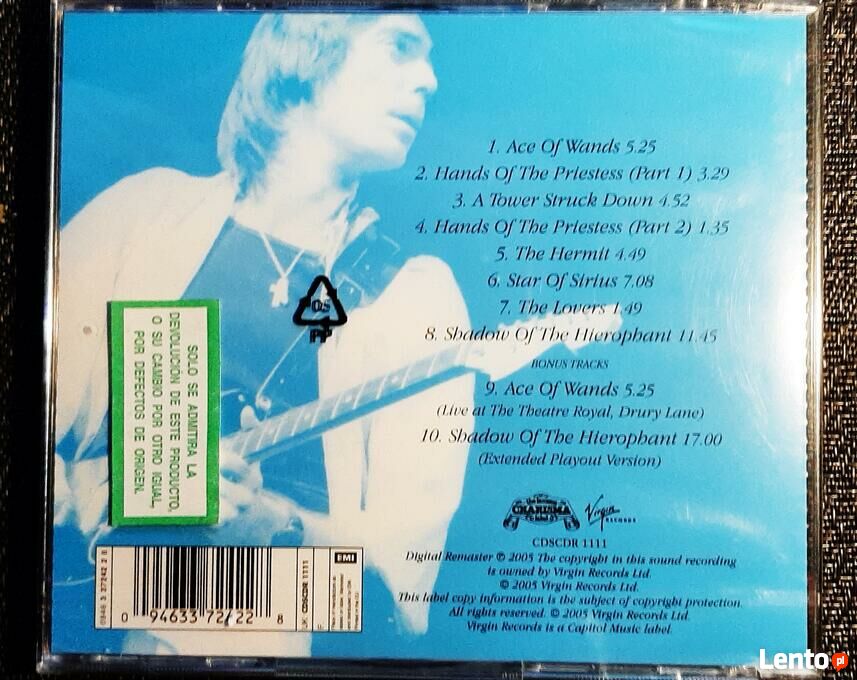 1. Ace Of Wands 5.25
2. Hands Of The Priestess (Part 1) 3.29
3. A Tower Struck Down 4.52
4. Hands Of The Priestess (Part 2) 1.35
5. The Hermit 4.49
6. Star Of Sirius 7.08
7. The Lovers 1.49
8. Shadow Of The Hierophant 11.45
BONUS TRACKS
9. Ace Of Wands 5.25
(Live at The Theatre Royal, Drury Lane)
10. Shadow Of The Hierophant 17.00
(Extended Playout Version)
CHARISMA
Virgin
RECORDS
CDSCDR 1111
Digital Remaster ℗ 2005 The copyright in this sound recording
is owned by Virgin Records Ltd.
© 2005 Virgin Records Ltd.
This label copy information is the subject of copyright protection.
All rights reserved. © 2005 Virgin Records Ltd.
Virgin Records is a Capitol Music label.
05
PP
SOLO SE ADMITIRA LA
DEVOLUCION DE ESTE PRODUCTO,
O SU CAMBIO POR OTRO IGUAL,
POR DEFECTOS DE ORIGEN.
EMI
UK: CDSCDR 1111
Lento pl